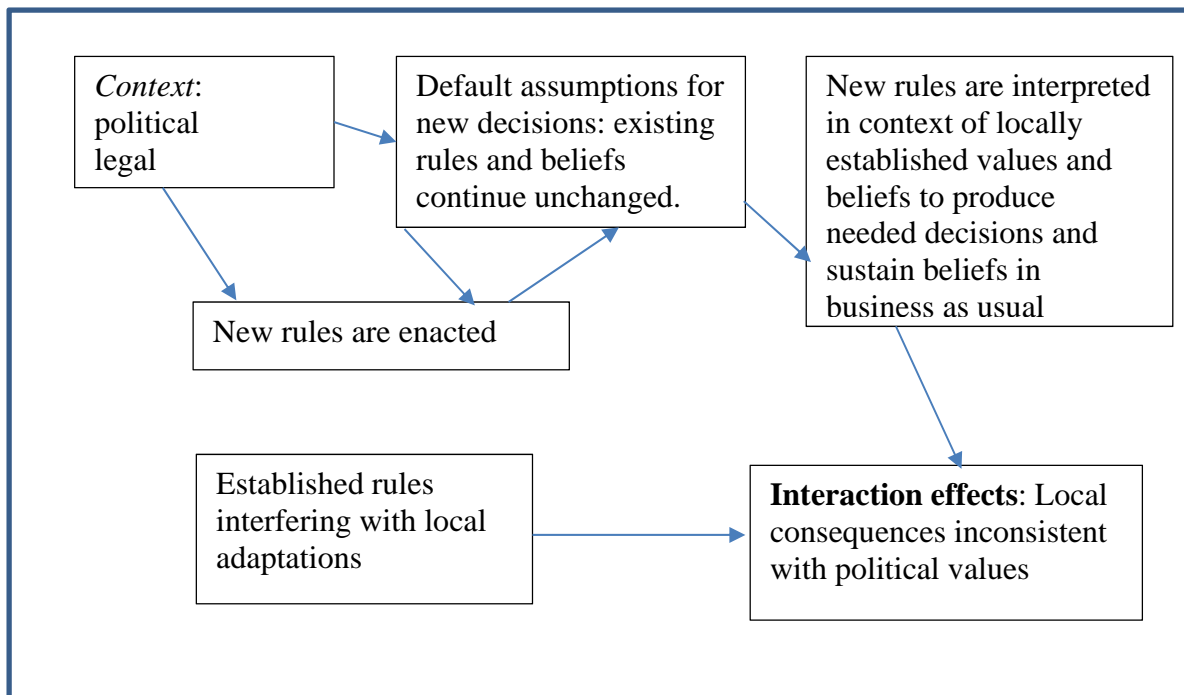 Context:
political
legal
Default assumptions for
new decisions: existing
rules and beliefs
continue unchanged.
New rules are interpreted
in context of locally
established values and
beliefs to produce
needed decisions and
sustain beliefs in
business as usual
New rules are enacted
Established rules
interfering with local
adaptations
Interaction effects: Local
consequences inconsistent
with political values